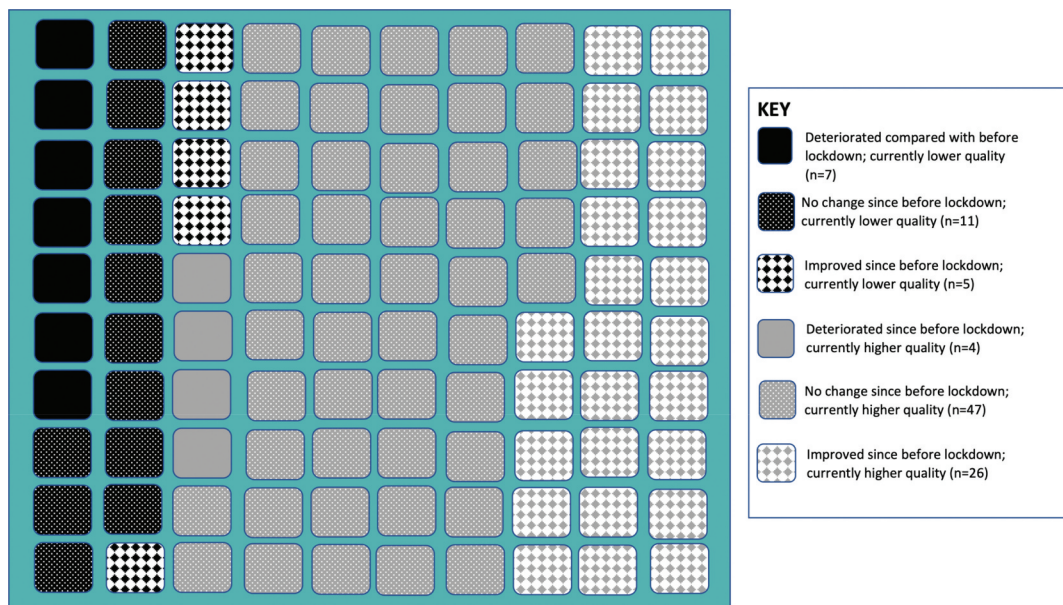 KEY
Deteriorated compared with before
lockdown; currently lower quality
(n=7)
No change since before lockdown;
currently lower quality (n=11)
Improved since before lockdown;
currently lower quality (n=5)
Deteriorated since before lockdown;
currently higher quality (n=4)
No change since before lockdown;
currently higher quality (n=47)
Improved since before lockdown;
currently higher quality (n=26)